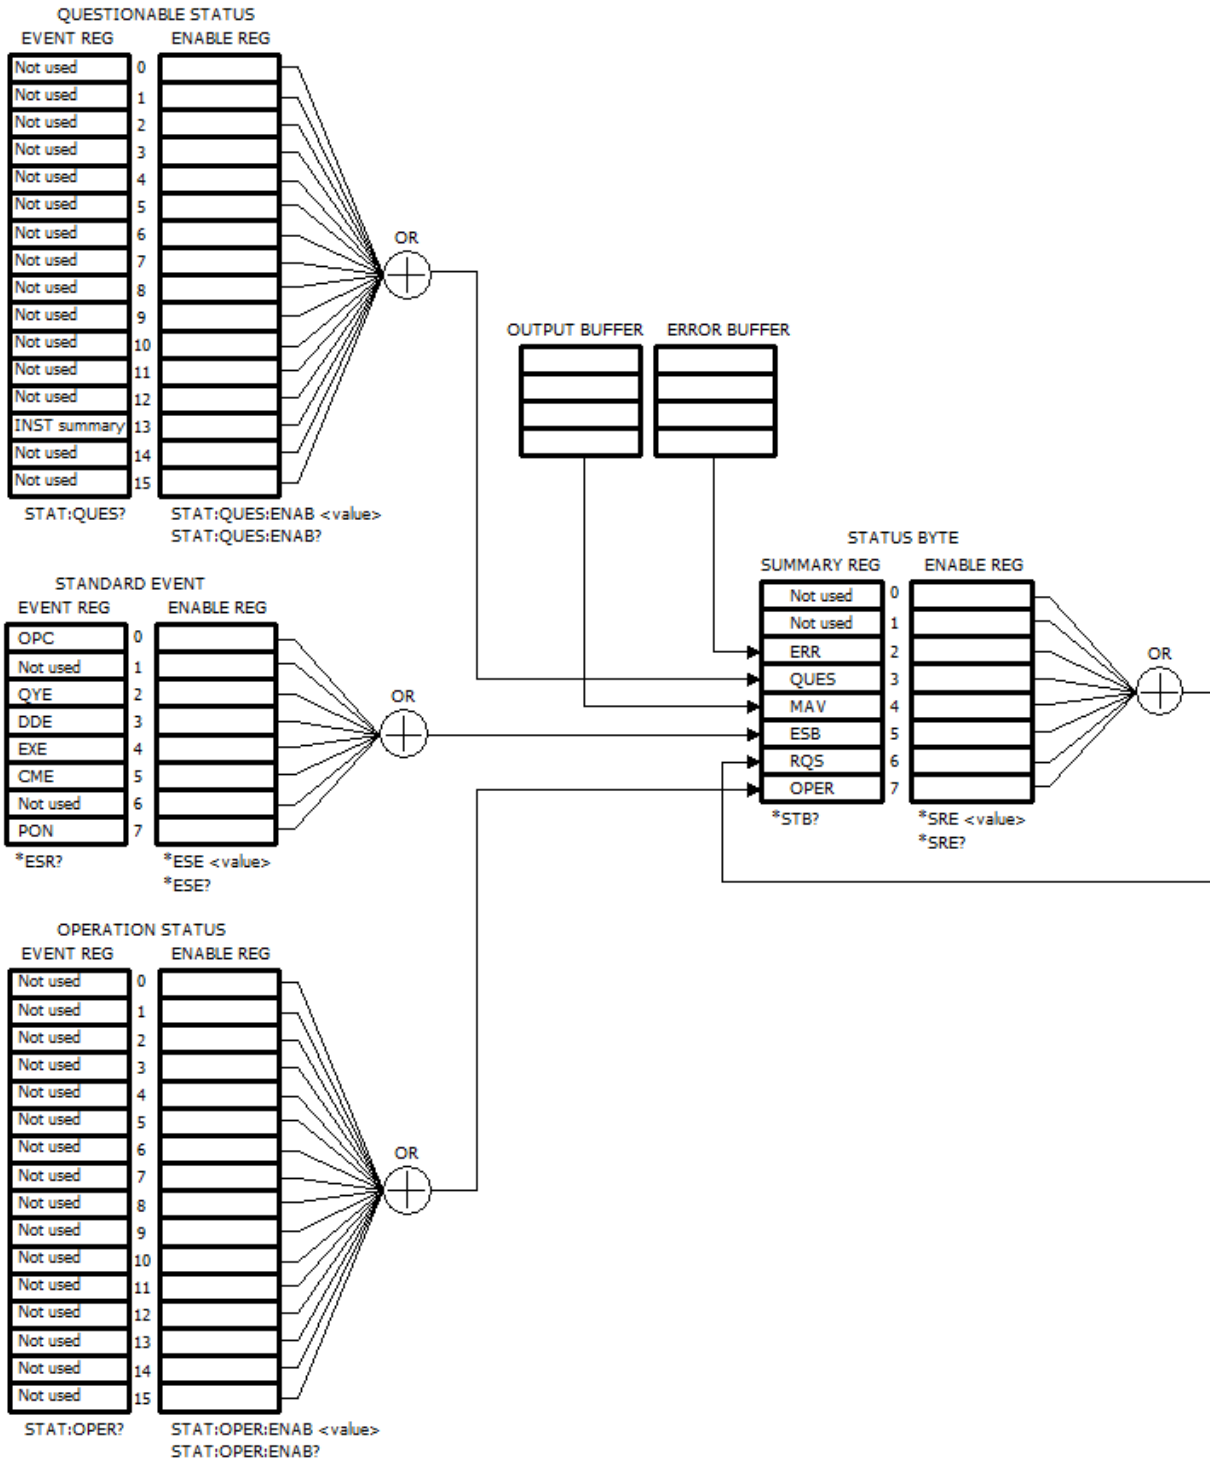 QUESTIONABLE STATUS
EVENT REG ENABLE REG
Not used 0
Not used 1
Not used 2
Not used 3
Not used 4
Not used 5
Not used 6
Not used 7
Not used 8
Not used 9
Not used 10
Not used 11
Not used 12
INST summary 13
Not used 14
Not used 15
STAT:QUES? STAT:QUES:ENAB <value>
STAT:QUES:ENAB?
OR
OUTPUT BUFFER ERROR BUFFER
STANDARD EVENT
EVENT REG ENABLE REG
OPC 0
Not used 1
QYE 2
DDE 3
EXE 4
CME 5
Not used 6
PON 7
*ESR? *ESE <value>
*ESE?
OR
STATUS BYTE
SUMMARY REG ENABLE REG
Not used 0
Not used 1
ERR 2
QUES 3
MAV 4
ESB 5
RQS 6
OPER 7
*STB? *SRE <value>
*SRE?
OR
OPERATION STATUS
EVENT REG ENABLE REG
Not used 0
Not used 1
Not used 2
Not used 3
Not used 4
Not used 5
Not used 6
Not used 7
Not used 8
Not used 9
Not used 10
Not used 11
Not used 12
Not used 13
Not used 14
Not used 15
STAT:OPER? STAT:OPER:ENAB <value>
STAT:OPER:ENAB?
OR